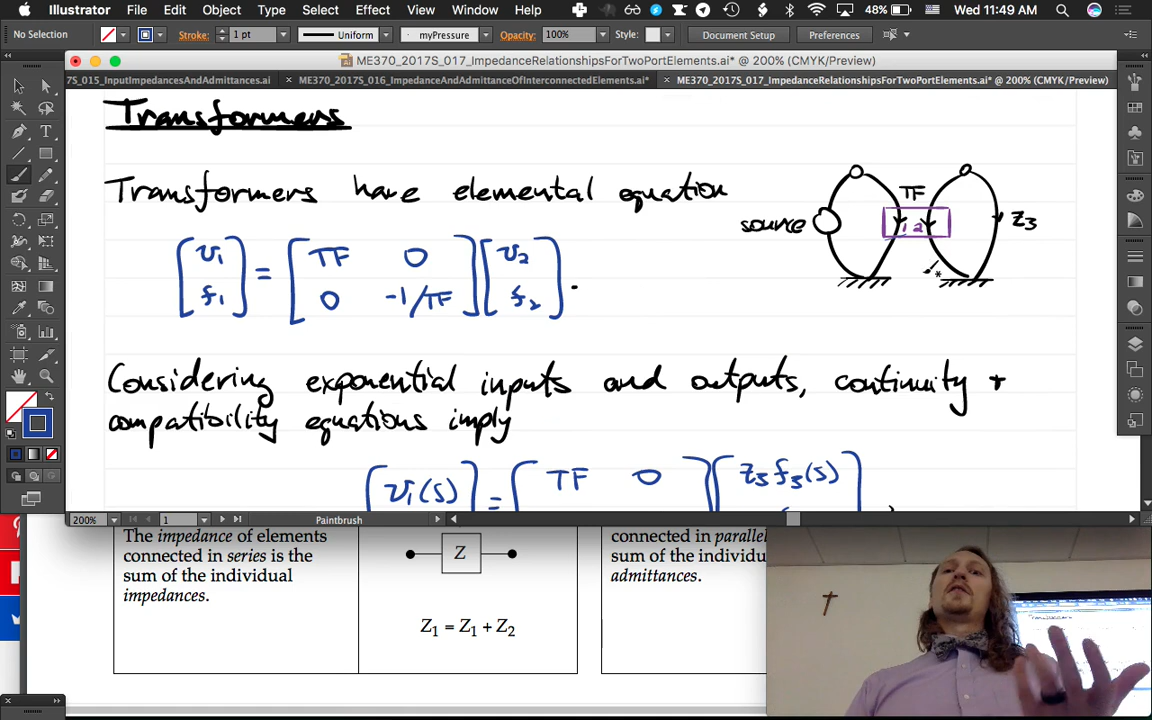 Illustrator File Edit Object Type Select Effect View Window Help 48% Wed 11:49 AM
No Selection Stroke: 1 pt Uniform myPressure Opacity: 100% Style: Document Setup Preferences
ME370_2017S_017_ImpedanceRelationshipsForTwoPortElements.ai* @ 200% (CMYK/Preview)
7S_015_InputImpedancesAndAdmittances.ai ME370_2017S_016_ImpedanceAndAdmittanceOfInterconnectedElements.ai* ME370_2017S_017_ImpedanceRelationshipsForTwoPortElements.ai* @ 200% (CMYK/Preview)
Transformers
Transformers have elemental equation
[v1 f1] = [TF 0 0 -1/TF] [v2 f2].
source TF 1 2 Z3
Considering exponential inputs and outputs, continuity +
compatibility equations imply
[v1(s) = [TF 0 ] [Z3 f3(s)
200% 1 Paintbrush
The impedance of elements
connected in series is the
sum of the individual
impedances.
Z
Z1 = Z1 + Z2
connected in parallel
sum of the individu
admittances.